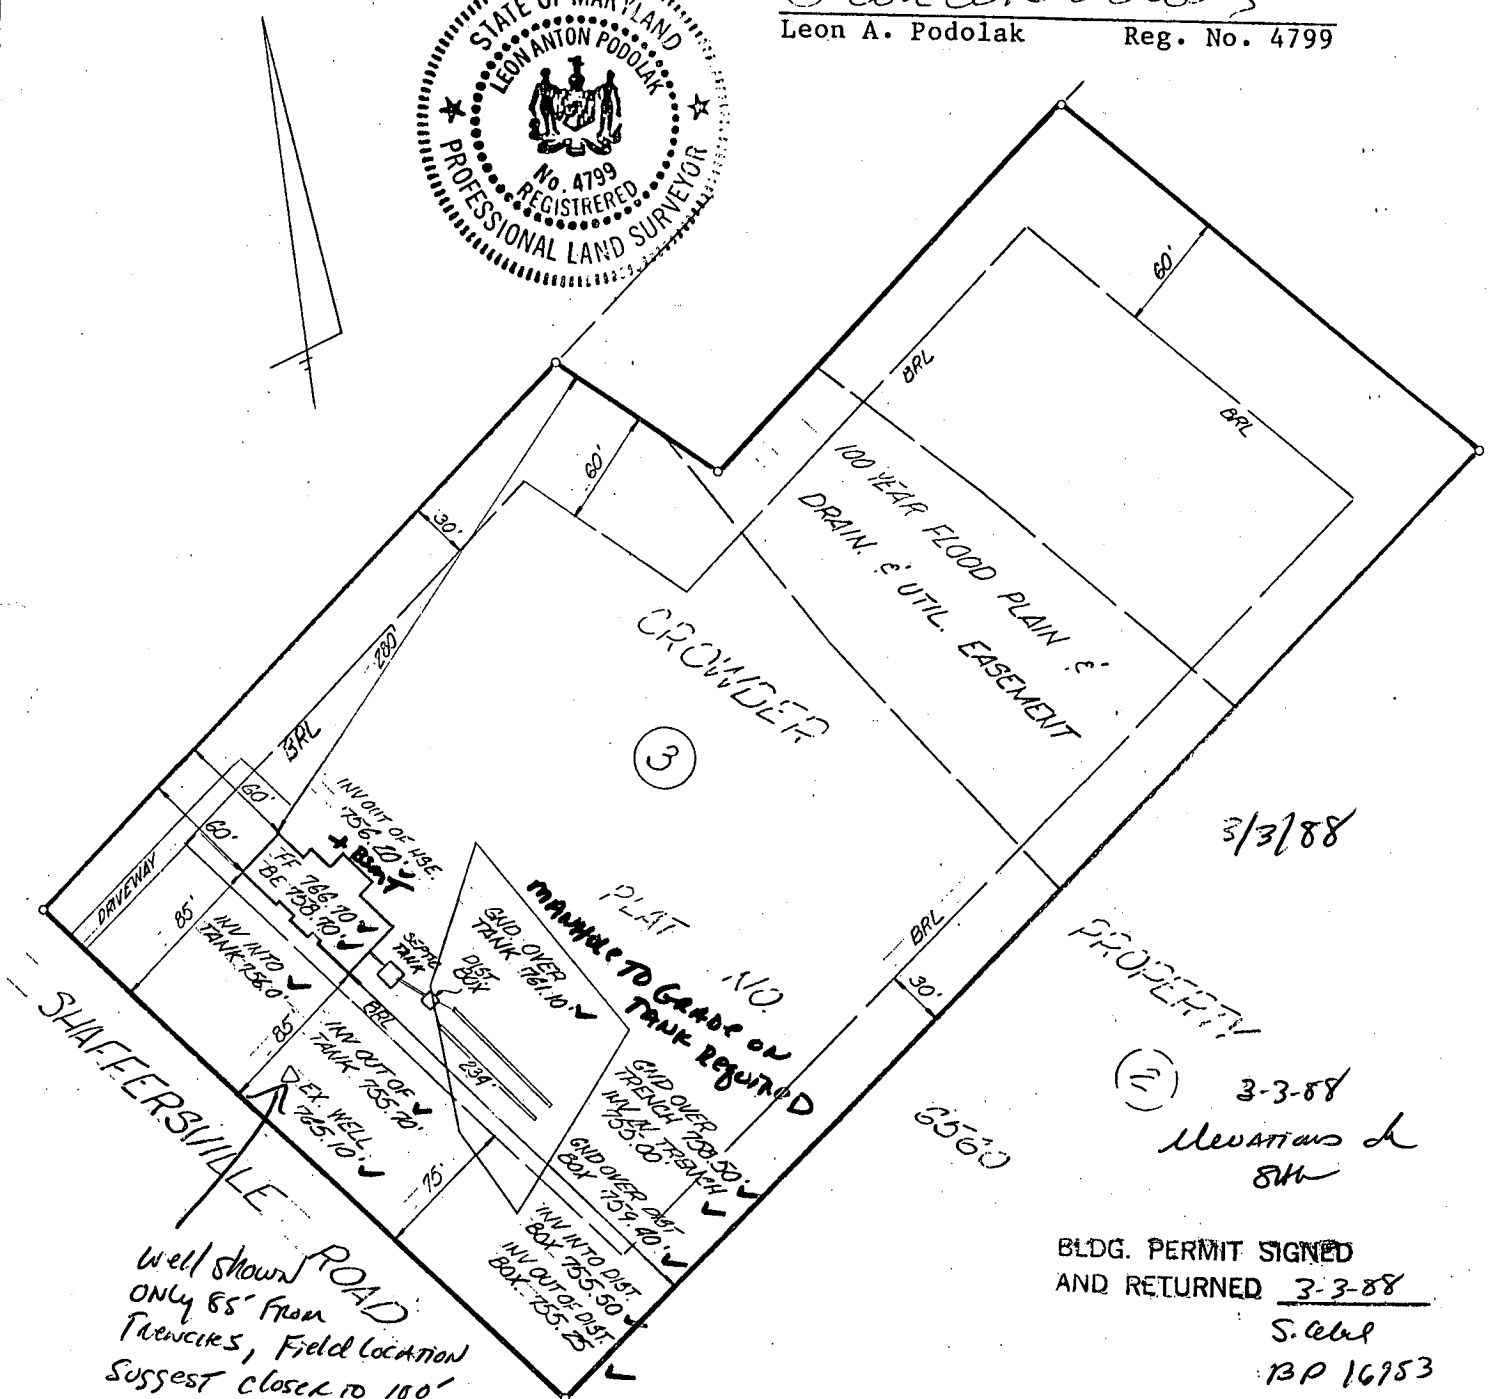 STATE OF MARYLAND
LEON ANTON PODOLAK
No. 4799
REGISTRERED
PROFESSIONAL LAND SURVEYOR
Leon A. Podolak Reg. No. 4799
60'
BRL
BRL
100 YEAR FLOOD PLAIN &
DRAIN. & UTIL. EASEMENT
60'
30'
280'
BRL
CROWDER
3
60'
60'
DRIVEWAY
85'
INV OUT OF HSE.
756.20'
+ BSMT
FF 766.70
BE 758.70
SEPTIC
TANK
DIST
BOX
GND. OVER
TANK 761.10'
PLAT NO.
6560
MANHOLE TO GRADE ON
TANK REQUIRED
BRL
30'
INV INTO
TANK 756.0'
BRL
85'
INV OUT OF
TANK 755.70'
EX. WELL
765.10'
234'
75'
GND OVER
TRENCH 758.50'
INV IN TRENCH
755.00'
GND OVER DIST
BOX 759.40'
INV INTO DIST
BOX 755.50'
INV OUT OF DIST.
BOX 755.25
SHAFFERSVILLE ROAD
Well shown
ONLY 85' From
Trenches, Field Location
Suggest closer to 100'
3/3/88
PROPERTY
2
3-3-88
Elevations
BLDG. PERMIT SIGNED
AND RETURNED 3-3-88
BP 16953